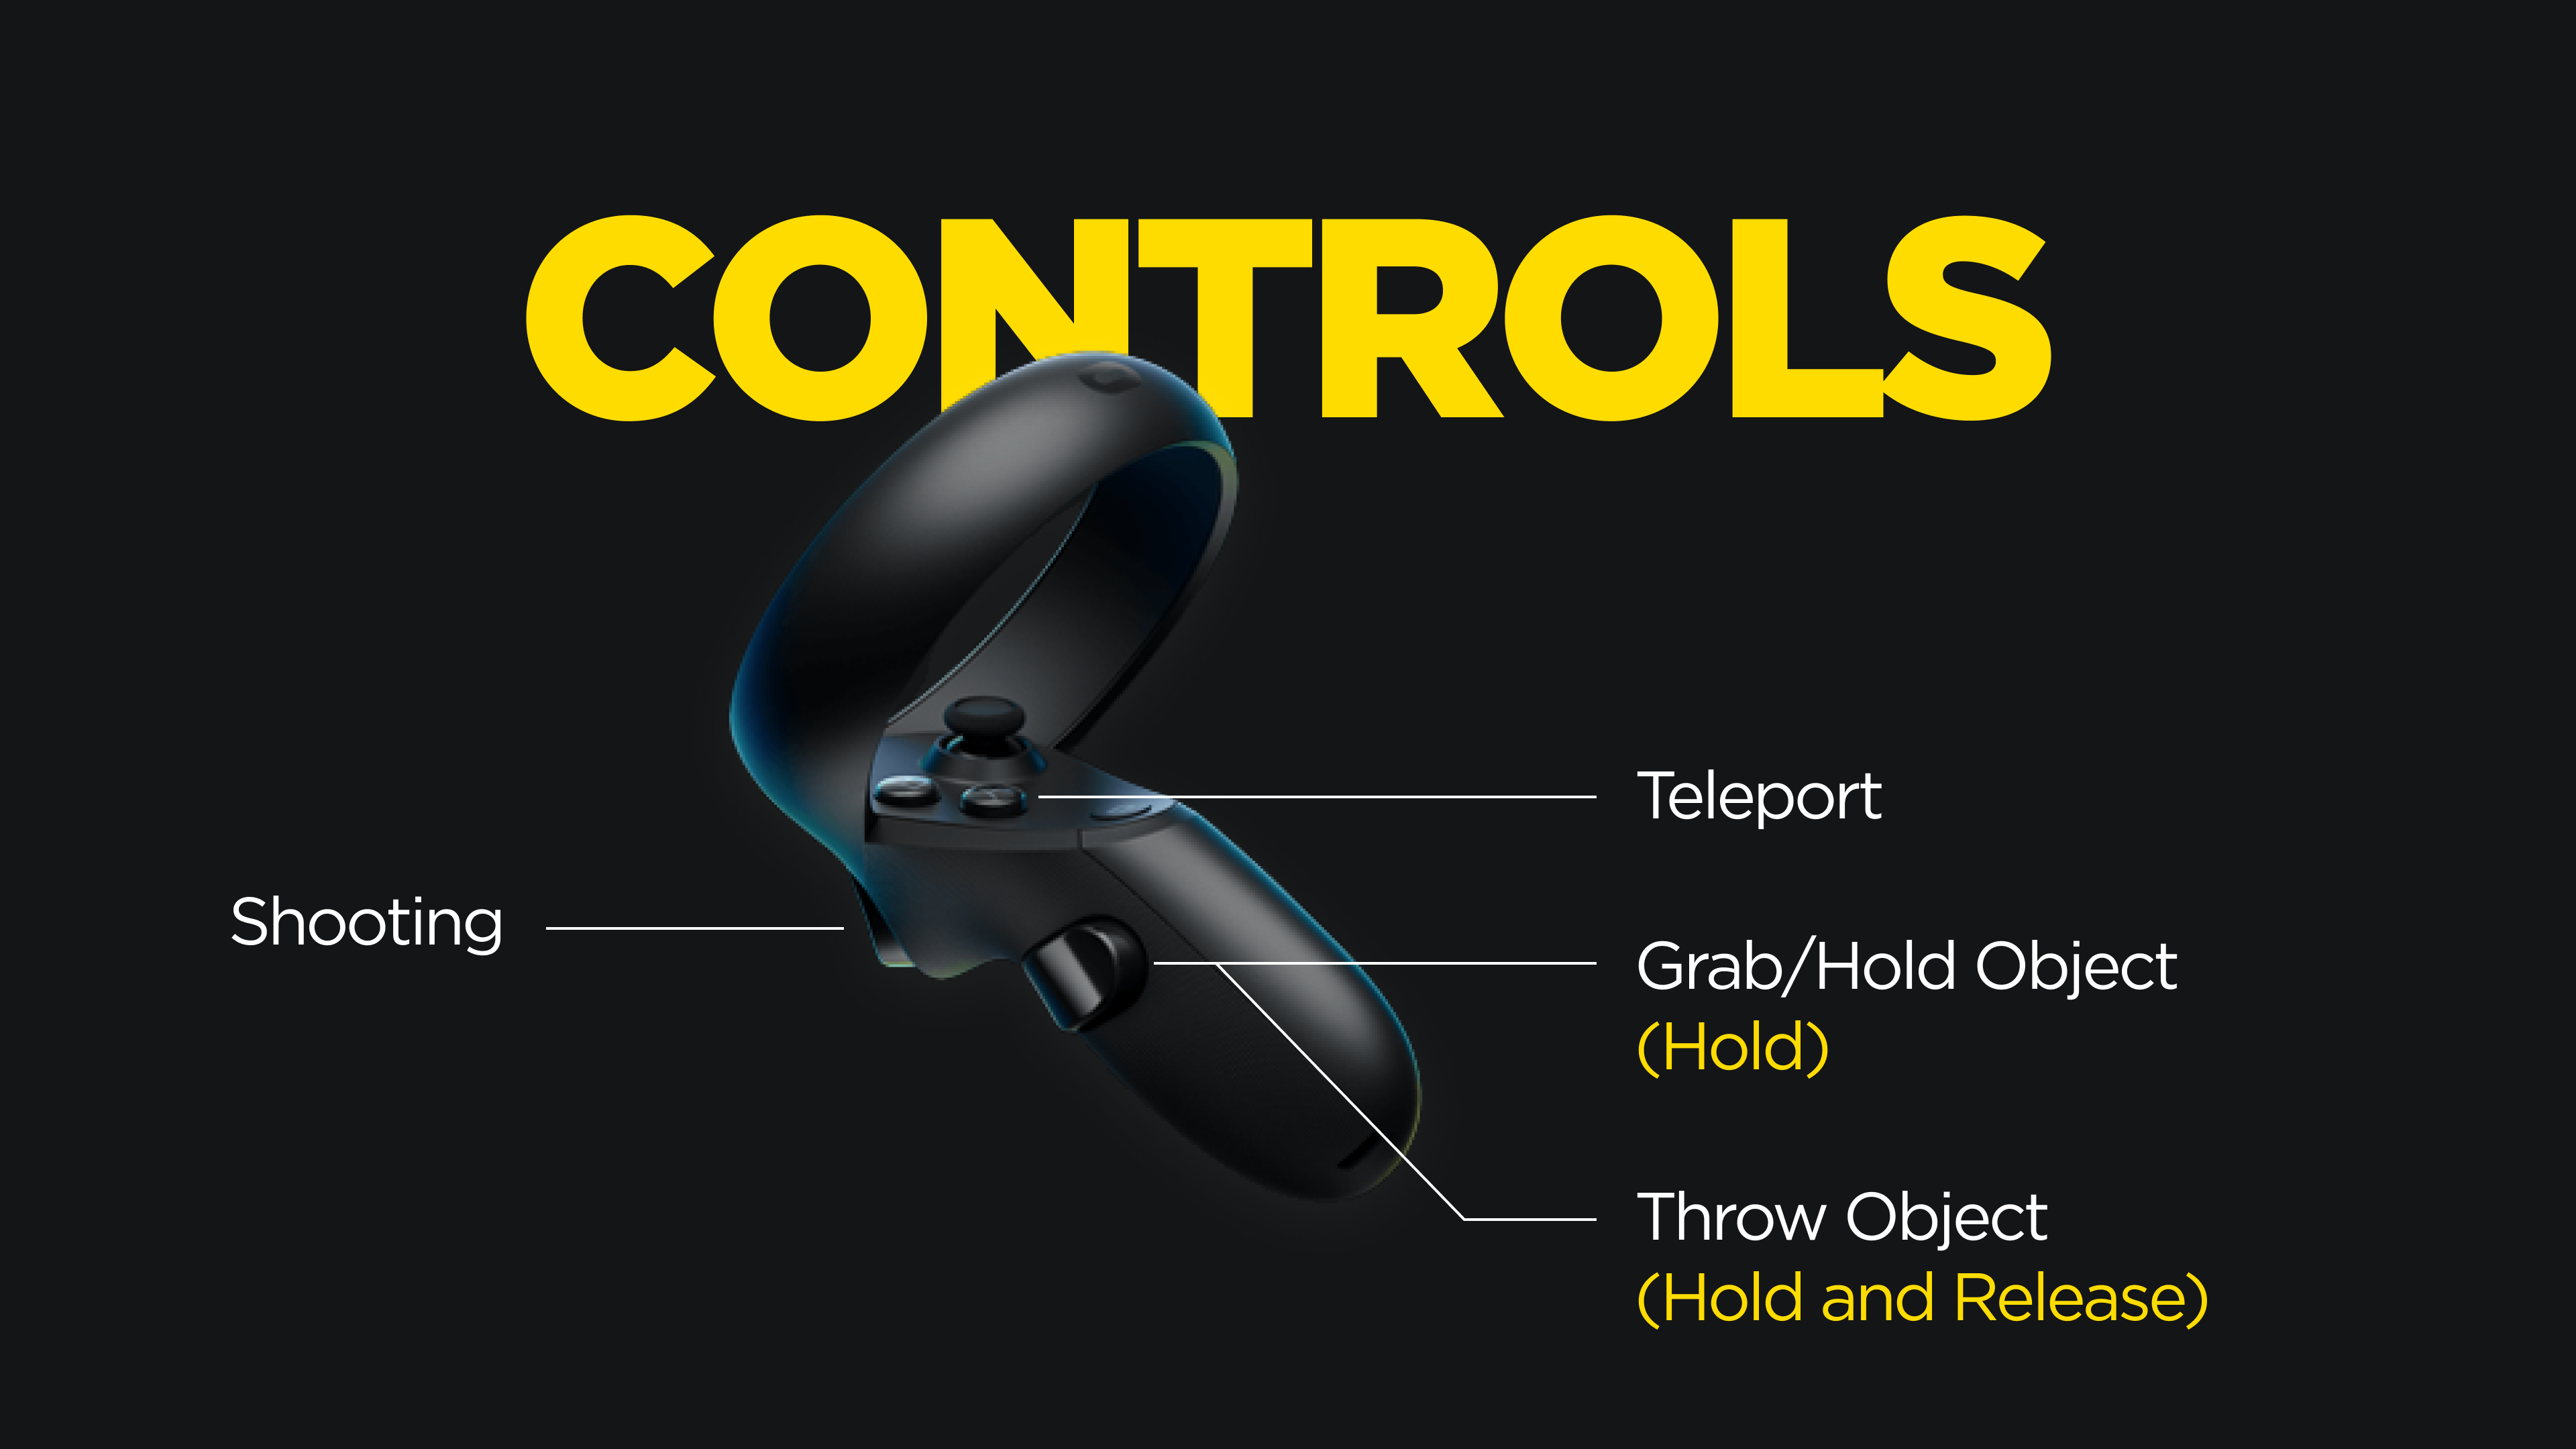 CONTROLS
Teleport
Shooting
Grab/Hold Object
(Hold)
Throw Object
(Hold and Release)